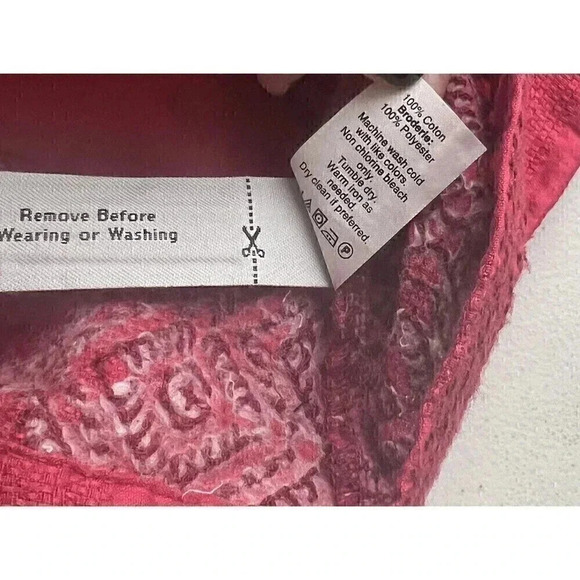 Remove Before
Wearing or Washing
100% Coton
Broderie:
100% Polyester
Machine wash cold
with like colors.
Non chlorine bleach
only.
Tumble dry.
Warm iron as
needed.
Dry clean if preferred.
P